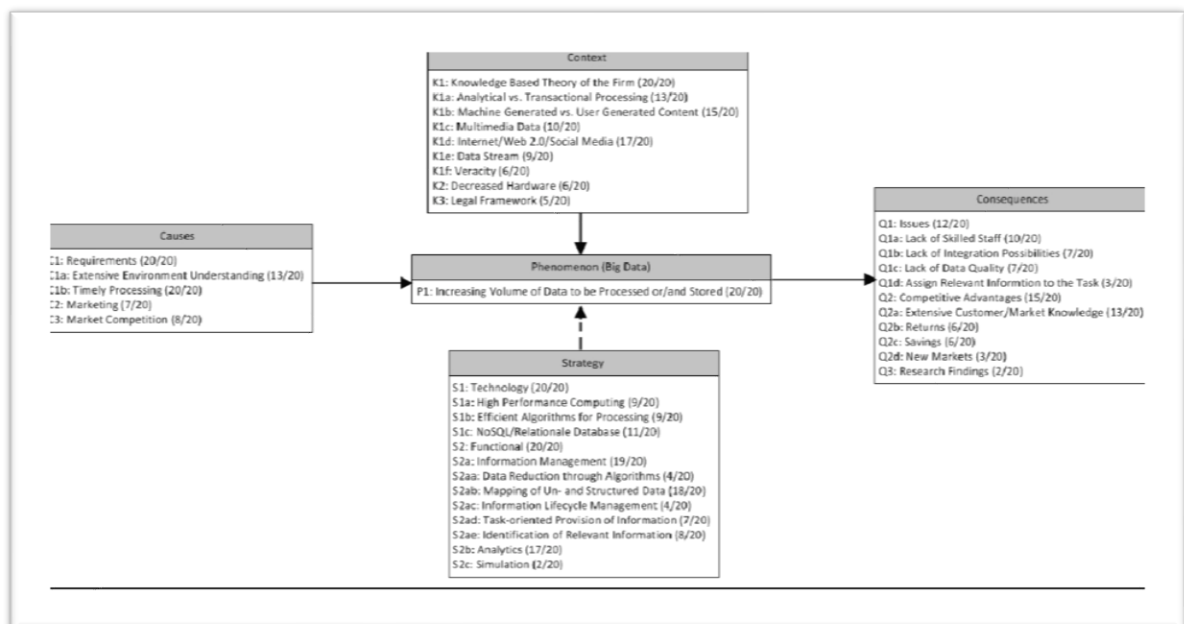 Context
K1: Knowledge Based Theory of the Firm (20/20)
K1a: Analytical vs. Transactional Processing (13/20)
K1b: Machine Generated vs. User Generated Content (15/20)
K1c: Multimedia Data (10/20)
K1d: Internet/Web 2.0/Social Media (17/20)
K1e: Data Stream (9/20)
K1f: Veracity (6/20)
K2: Decreased Hardware (6/20)
K3: Legal Framework (5/20)
Causes
C1: Requirements (20/20)
C1a: Extensive Environment Understanding (13/20)
C1b: Timely Processing (20/20)
C2: Marketing (7/20)
C3: Market Competition (8/20)
Phenomenon (Big Data)
P1: Increasing Volume of Data to be Processed or/and Stored (20/20)
Consequences
Q1: Issues (12/20)
Q1a: Lack of Skilled Staff (10/20)
Q1b: Lack of Integration Possibilities (7/20)
Q1c: Lack of Data Quality (7/20)
Q1d: Assign Relevant Information to the Task (3/20)
Q2: Competitive Advantages (15/20)
Q2a: Extensive Customer/Market Knowledge (13/20)
Q2b: Returns (6/20)
Q2c: Savings (6/20)
Q2d: New Markets (3/20)
Q3: Research Findings (2/20)
Strategy
S1: Technology (20/20)
S1a: High Performance Computing (9/20)
S1b: Efficient Algorithms for Processing (9/20)
S1c: NoSQL/Relationale Database (11/20)
S2: Functional (20/20)
S2a: Information Management (19/20)
S2aa: Data Reduction through Algorithms (4/20)
S2ab: Mapping of Un- and Structured Data (18/20)
S2ac: Information Lifecycle Management (4/20)
S2ad: Task-oriented Provision of Information (7/20)
S2ae: Identification of Relevant Information (8/20)
S2b: Analytics (17/20)
S2c: Simulation (2/20)